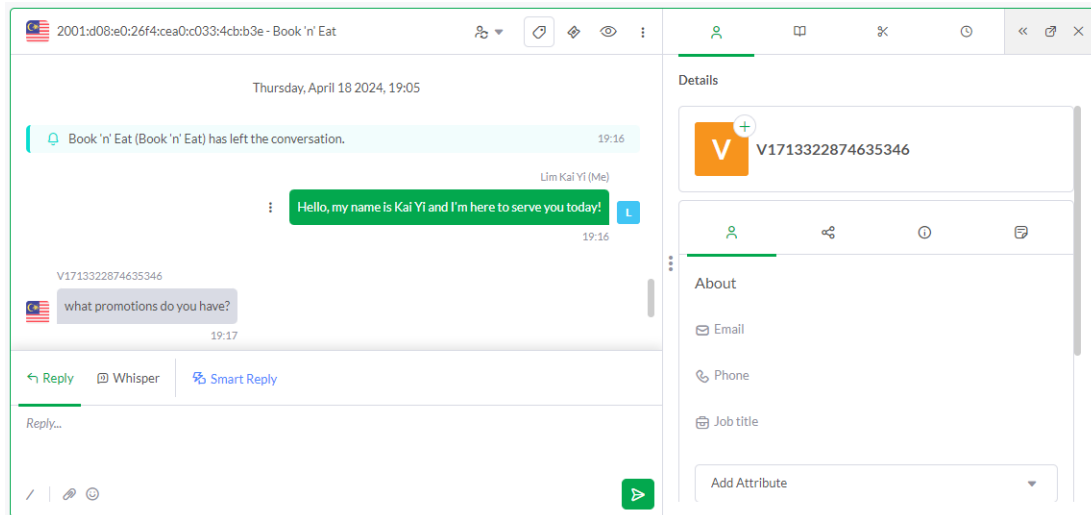 2001:d08:e0:26f4:cea0:c033:4cb:b3e - Book 'n' Eat
Thursday, April 18 2024, 19:05
Book 'n' Eat (Book 'n' Eat) has left the conversation. 19:16
Lim Kai Yi (Me)
Hello, my name is Kai Yi and I'm here to serve you today!
L
19:16
V1713322874635346
what promotions do you have?
19:17
Reply Whisper Smart Reply
Reply...
Details
V
V1713322874635346
About
Email
Phone
Job title
Add Attribute